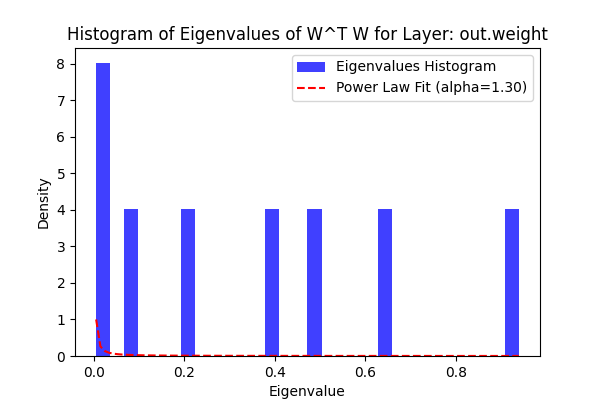 Histogram of Eigenvalues of W^T W for Layer: out.weight
Eigenvalues Histogram
Power Law Fit (alpha=1.30)
8
7
6
5
4
3
2
1
0
Density
0.0 0.2 0.4 0.6 0.8
Eigenvalue